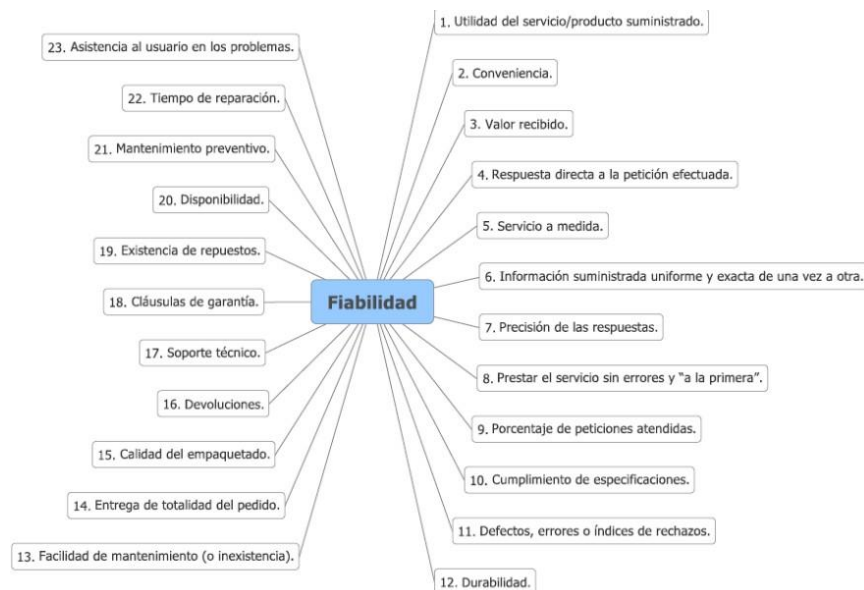 1. Utilidad del servicio/producto suministrado.
2. Conveniencia.
3. Valor recibido.
4. Respuesta directa a la petición efectuada.
5. Servicio a medida.
6. Información suministrada uniforme y exacta de una vez a otra.
7. Precisión de las respuestas.
8. Prestar el servicio sin errores y “a la primera”.
9. Porcentaje de peticiones atendidas.
10. Cumplimiento de especificaciones.
11. Defectos, errores o índices de rechazos.
12. Durabilidad.
13. Facilidad de mantenimiento (o inexistencia).
14. Entrega de totalidad del pedido.
15. Calidad del empaquetado.
16. Devoluciones.
17. Soporte técnico.
18. Cláusulas de garantía.
19. Existencia de repuestos.
20. Disponibilidad.
21. Mantenimiento preventivo.
22. Tiempo de reparación.
23. Asistencia al usuario en los problemas.
Fiabilidad